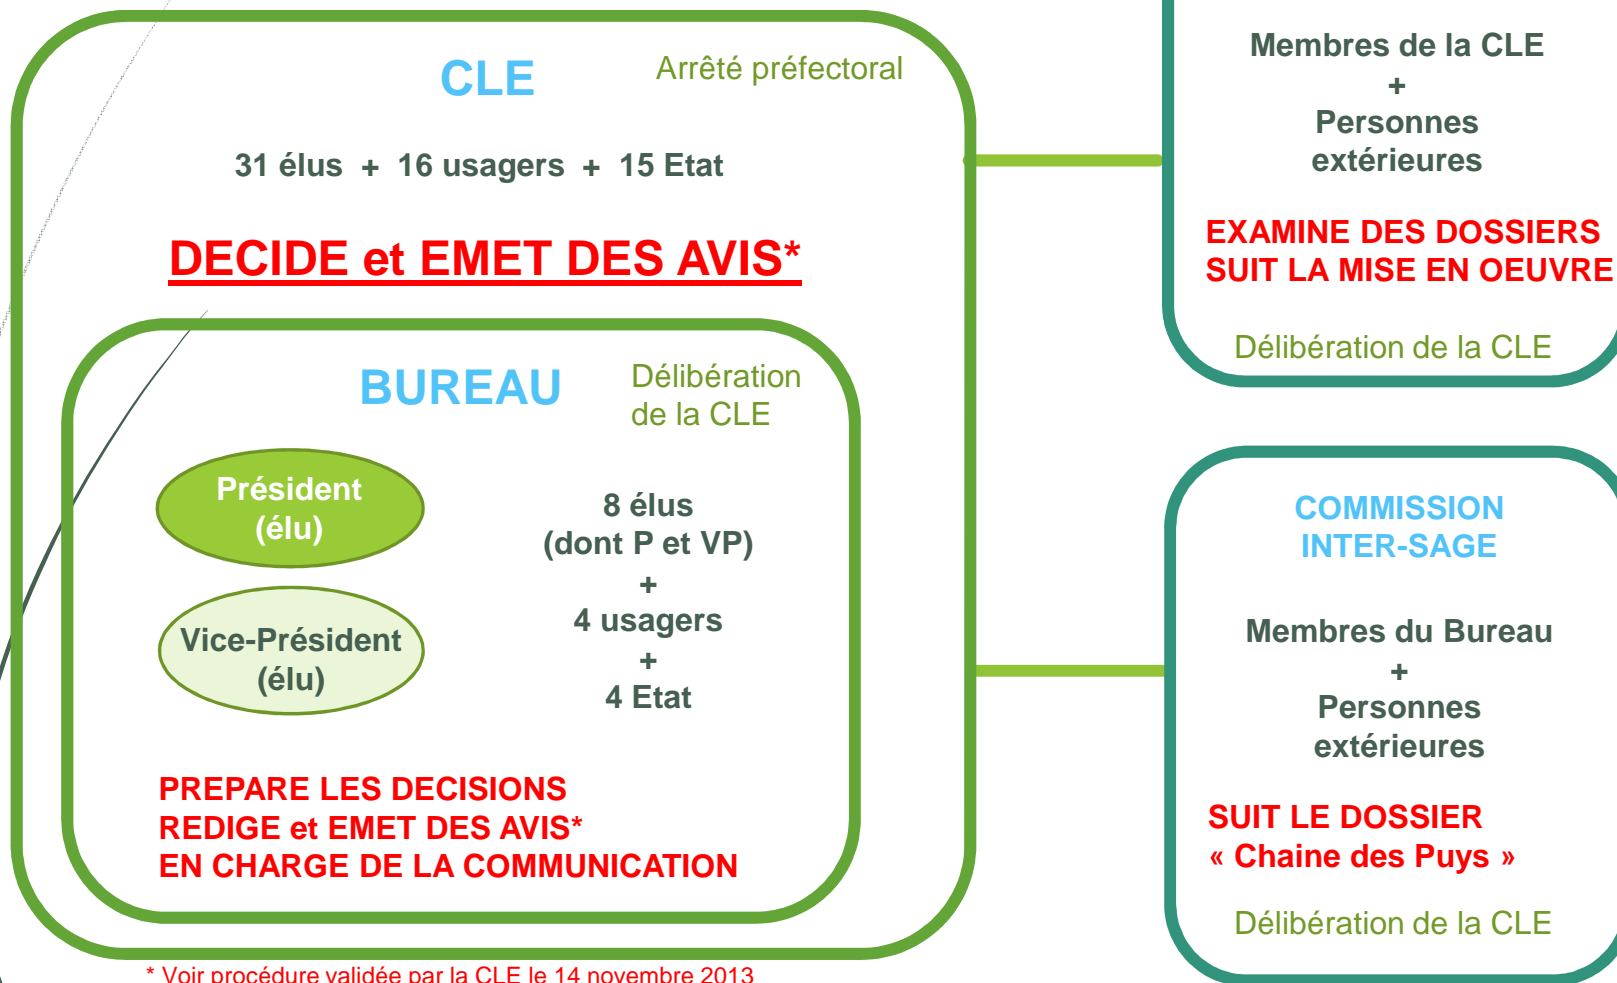 CLE
Arrêté préfectoral
31 élus + 16 usagers + 15 Etat
DECIDE et EMET DES AVIS*
BUREAU
Délibération
de la CLE
Président
(élu)
Vice-Président
(élu)
8 élus
(dont P et VP)
+
4 usagers
+
4 Etat
PREPARE LES DECISIONS
REDIGE et EMET DES AVIS*
EN CHARGE DE LA COMMUNICATION
* Voir procédure validée par la CLE le 14 novembre 2013
Membres de la CLE
+
Personnes
extérieures
EXAMINE DES DOSSIERS
SUIT LA MISE EN OEUVRE
Délibération de la CLE
COMMISSION
INTER-SAGE
Membres du Bureau
+
Personnes
extérieures
SUIT LE DOSSIER
« Chaine des Puys »
Délibération de la CLE